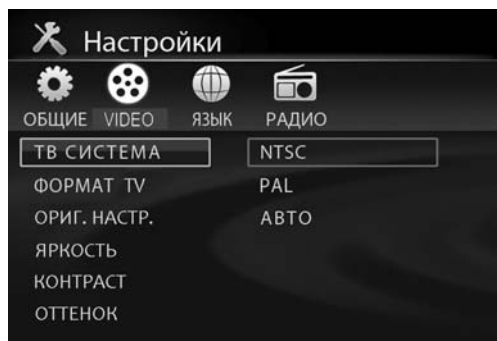 Настройки
ОБЩИЕ VIDEO ЯЗЫК РАДИО
ТВ СИСТЕМА NTSC
ФОРМАТ TV PAL
ОРИГ. НАСТР. АВТО
ЯРКОСТЬ
КОНТРАСТ
ОТТЕНОК